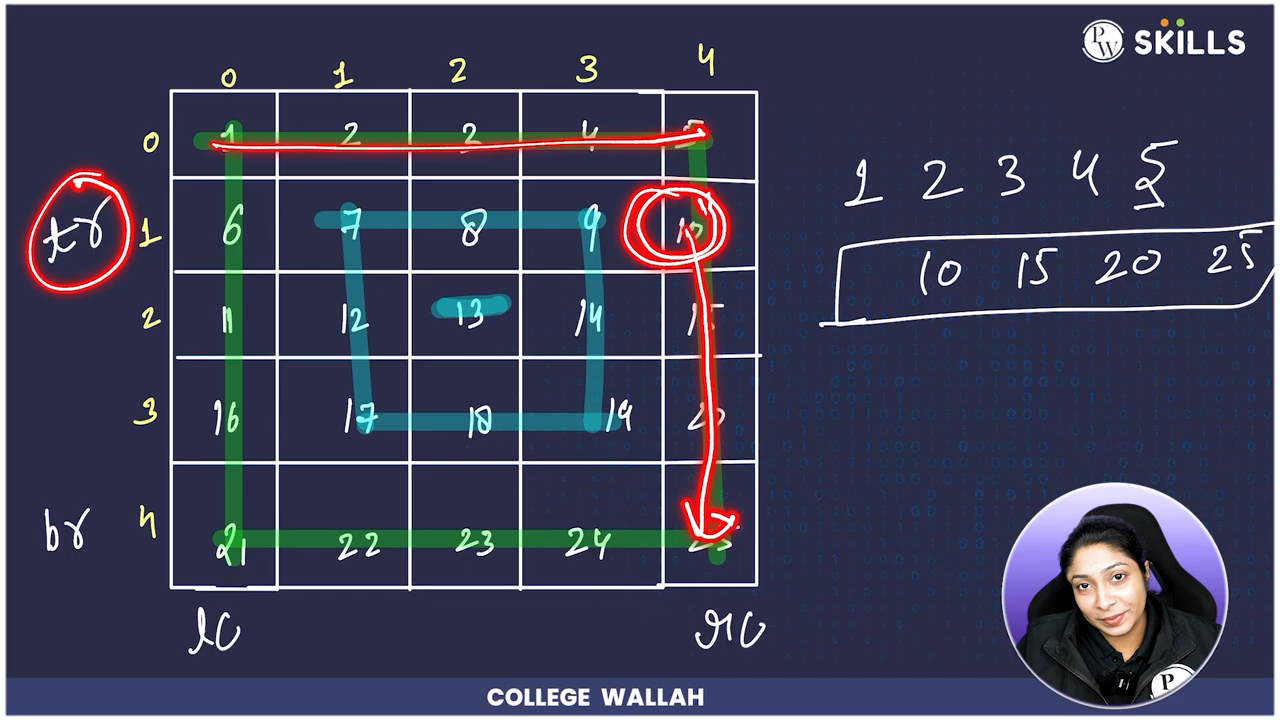 PW SKILLS
0 1 2 3 4
0 1 2 2 4 5
1 2 3 4 5
tr 1 6 7 8 9 10
10 15 20 25
2 11 12 13 14 15
3 16 17 18 19 20
br 4 21 22 23 24 25
lc rc
P
COLLEGE WALLAH